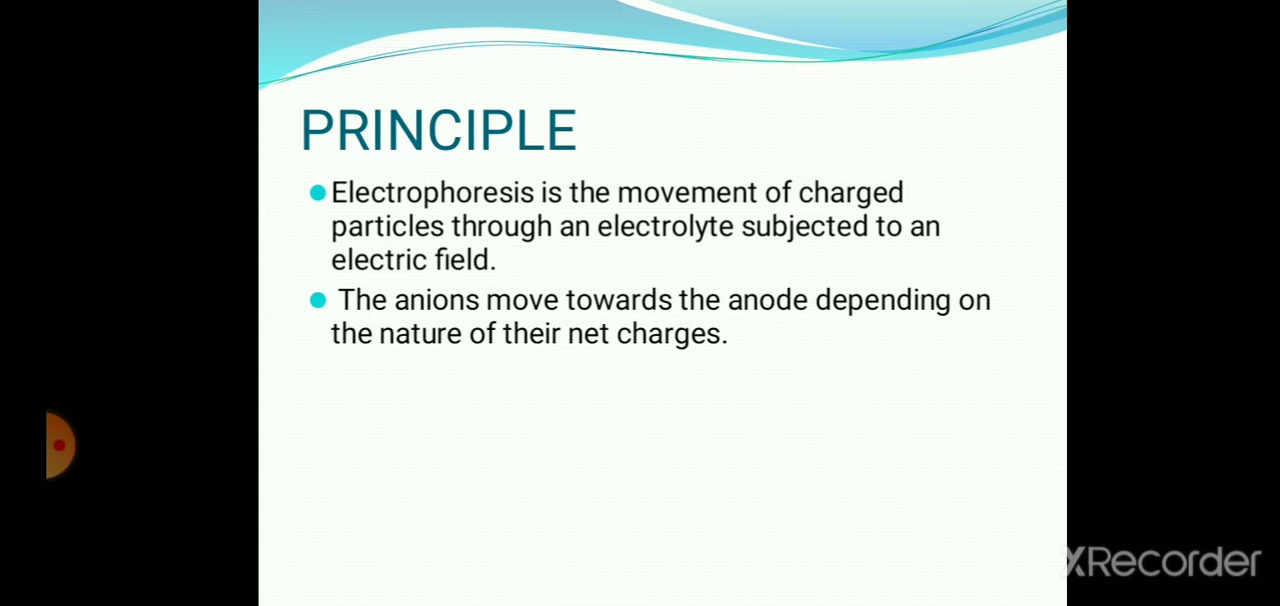 PRINCIPLE
Electrophoresis is the movement of charged
particles through an electrolyte subjected to an
electric field.
The anions move towards the anode depending on
the nature of their net charges.
XRecorder